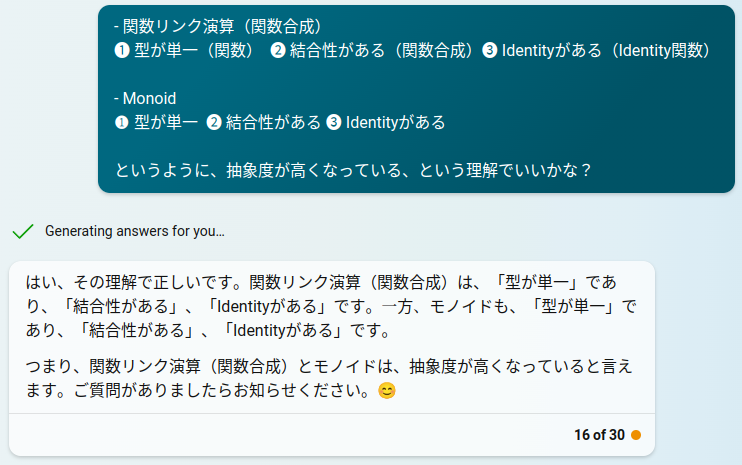 - 関数リンク演算（関数合成）
❶ 型が単一（関数） ❷ 結合性がある（関数合成）❸ Identityがある（Identity関数）
- Monoid
❶ 型が単一 ❷ 結合性がある ❸ Identityがある
というように、抽象度が高くなっている、という理解でいいかな？
Generating answers for you…
はい、その理解で正しいです。関数リンク演算（関数合成）は、「型が単一」であ
り、「結合性がある」、「Identityがある」です。一方、モノイドも、「型が単一」で
あり、「結合性がある」、「Identityがある」です。
つまり、関数リンク演算（関数合成）とモノイドは、抽象度が高くなっていると言え
ます。ご質問がありましたらお知らせください。😊
16 of 30